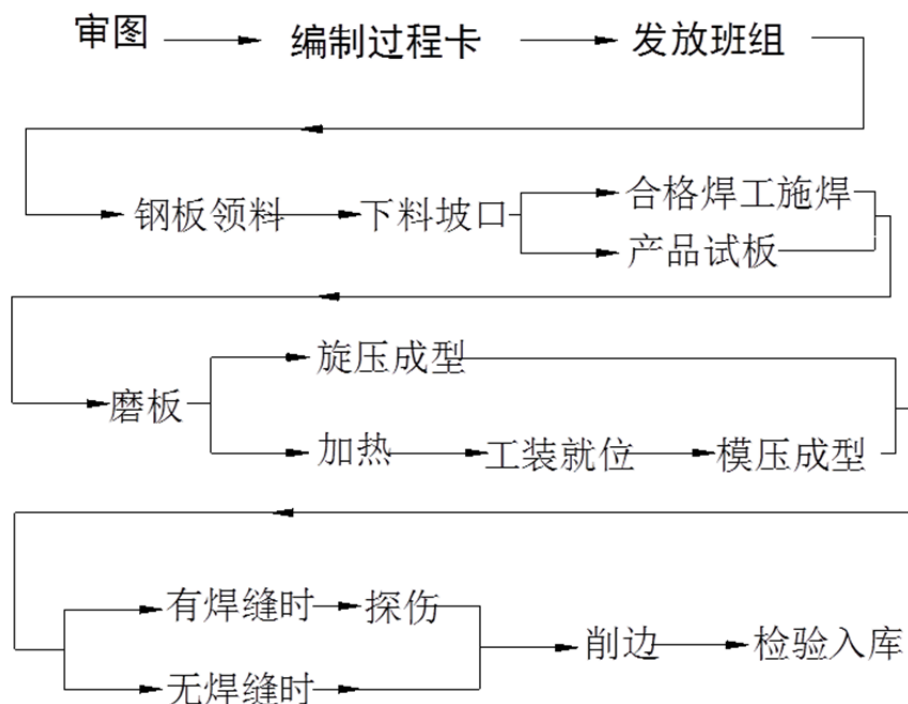 审图 编制过程卡 发放班组
钢板领料 下料坡口 合格焊工施焊
产品试板
磨板 旋压成型
加热 工装就位 模压成型
有焊缝时 探伤
削边 检验入库
无焊缝时